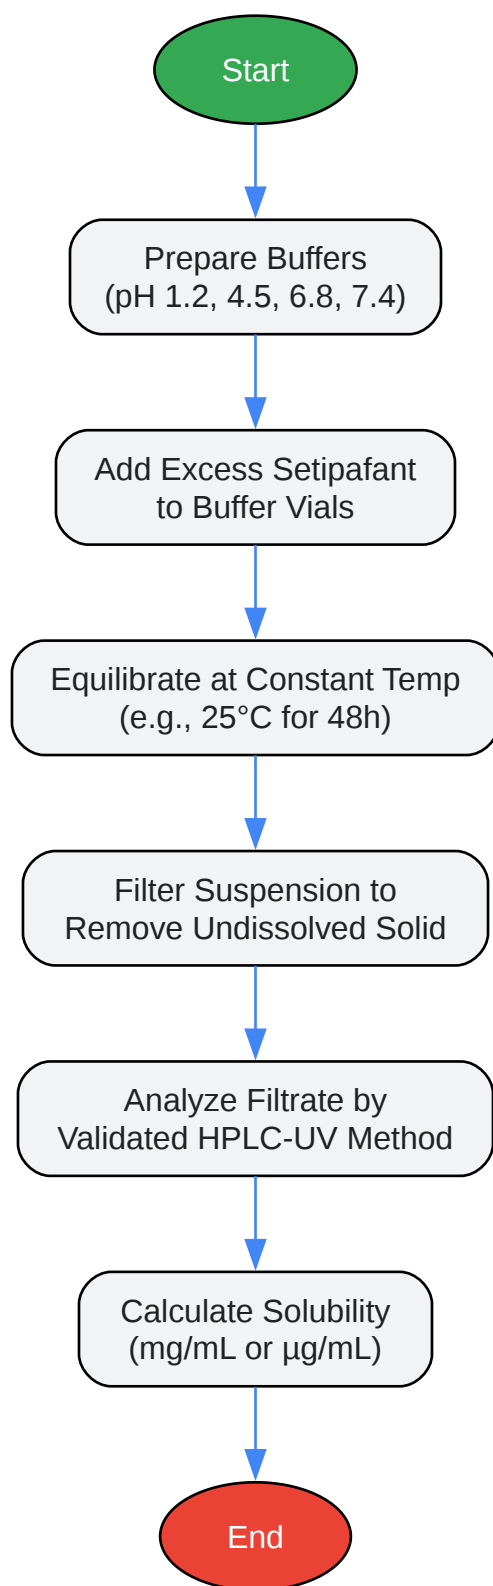 Start
Prepare Buffers
(pH 1.2, 4.5, 6.8, 7.4)
Add Excess Setipafant
to Buffer Vials
Equilibrate at Constant Temp
(e.g., 25°C for 48h)
Filter Suspension to
Remove Undissolved Solid
Analyze Filtrate by
Validated HPLC-UV Method
Calculate Solubility
(mg/mL or µg/mL)
End